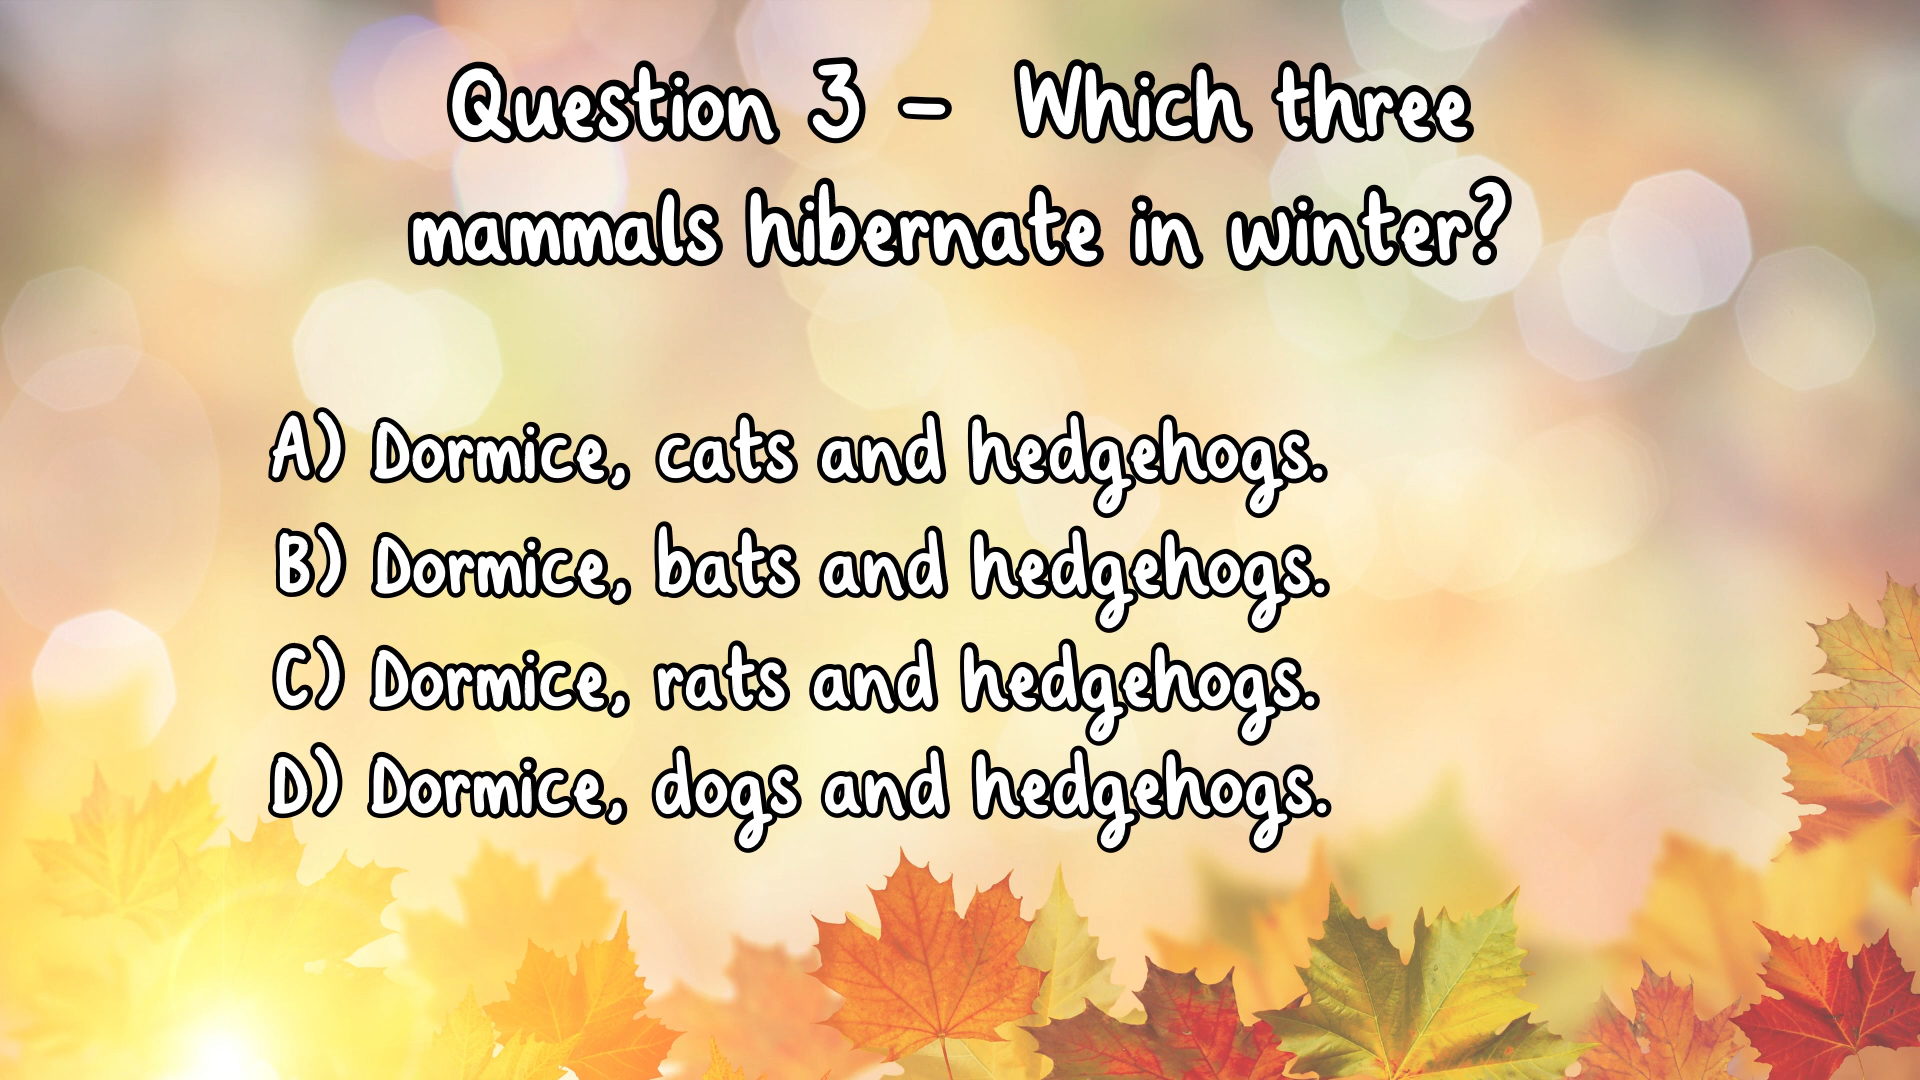 Question 3 - Which three
mammals hibernate in winter?
A) Dormice, cats and hedgehogs.
B) Dormice, bats and hedgehogs.
C) Dormice, rats and hedgehogs.
D) Dormice, dogs and hedgehogs.